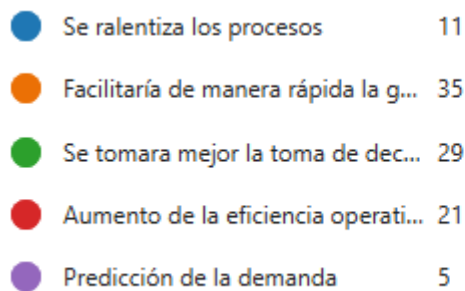 Se ralentiza los procesos 11
Facilitaría de manera rápida la g... 35
Se tomara mejor la toma de dec... 29
Aumento de la eficiencia operati... 21
Predicción de la demanda 5